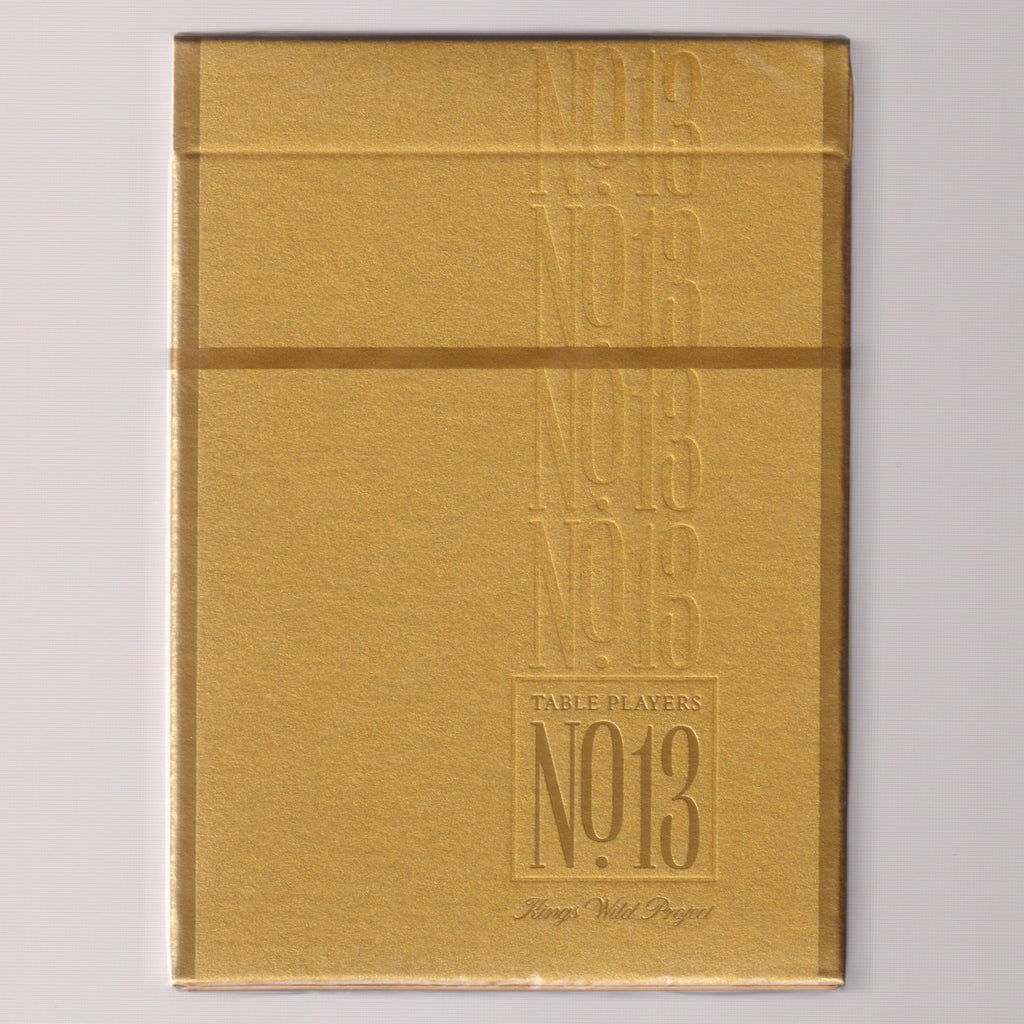 No. 13
No. 13
No. 13
No. 13
TABLE PLAYERS
No. 13
Kings Wild Project